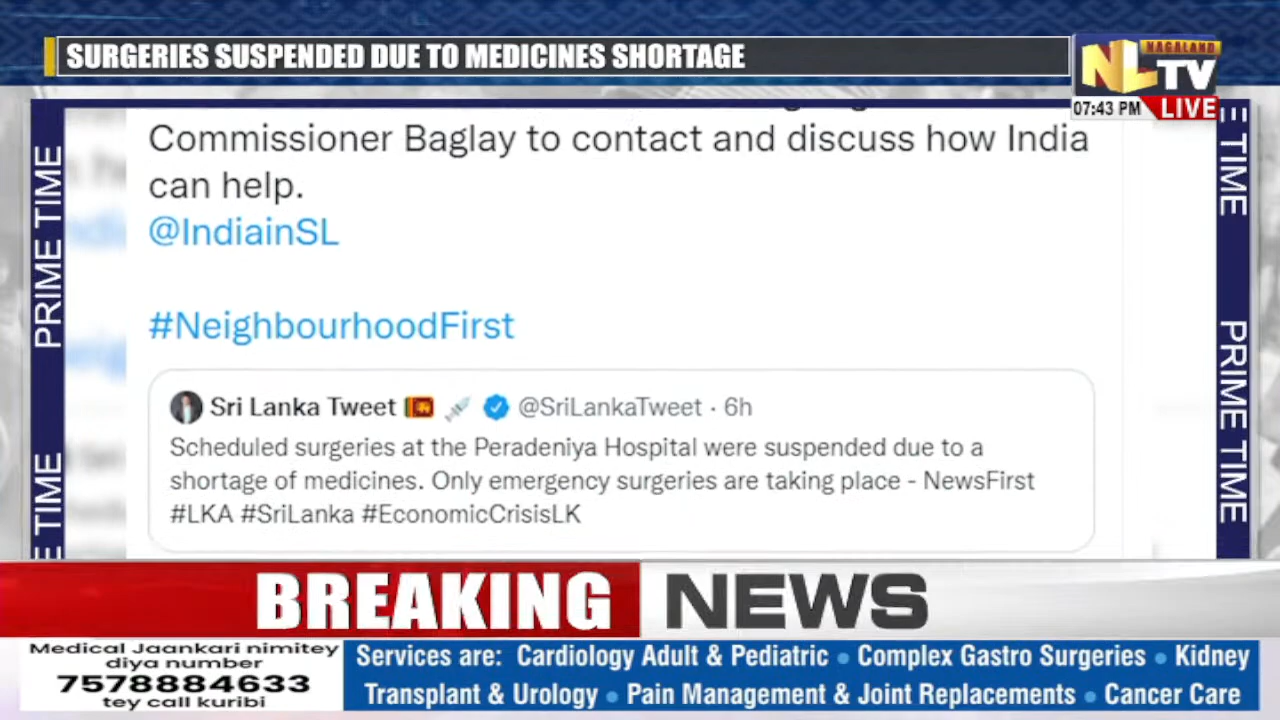 SURGERIES SUSPENDED DUE TO MEDICINES SHORTAGE
NAGALAND
NLTV
07:43 PM LIVE
Commissioner Baglay to contact and discuss how India
can help.
@IndiainSL
#NeighbourhoodFirst
Sri Lanka Tweet @SriLankaTweet · 6h
Scheduled surgeries at the Peradeniya Hospital were suspended due to a
shortage of medicines. Only emergency surgeries are taking place - NewsFirst
#LKA #SriLanka #EconomicCrisisLK
PRIME TIME
E TIME
E TIME
PRIME TIME
BREAKING NEWS
Medical Jaankari nimitey
diya number
7578884633
tey call kuribi
Services are: Cardiology Adult & Pediatric • Complex Gastro Surgeries • Kidney
Transplant & Urology • Pain Management & Joint Replacements • Cancer Care